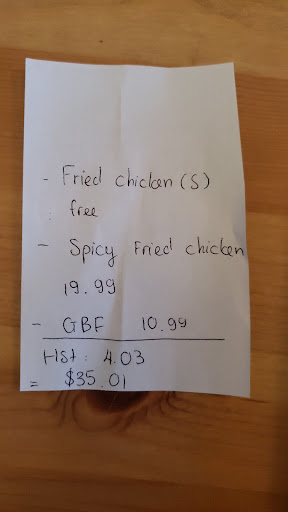 - Fried chicken (S)
: free
- Spicy Fried chicken
19.99
- GBF 10.99
HST: 4.03
= $35.01